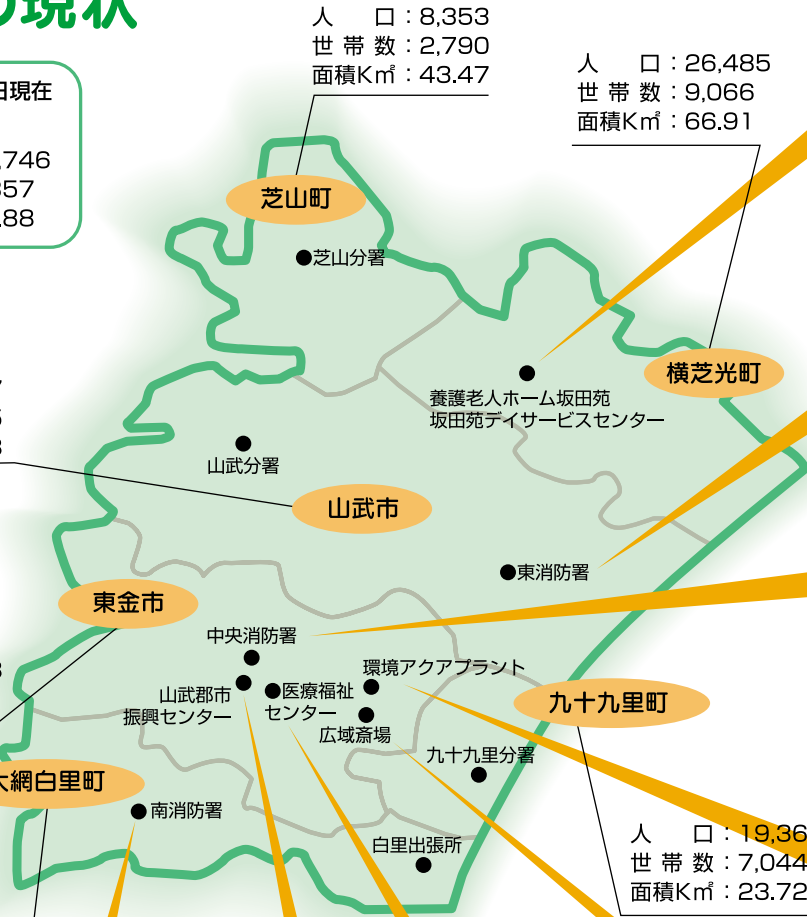 の現状
人　口：8,353
世帯数：2,790
面積K㎡：43.47
人　口：26,485
世帯数：9,066
面積K㎡：66.91
日現在
,746
357
.88
芝山町
芝山分署
横芝光町
養護老人ホーム坂田苑
坂田苑デイサービスセンター
山武分署
山武市
東消防署
東金市
中央消防署
山武郡市
振興センター
医療福祉
センター
環境アクアプラント
広域斎場
九十九里町
九十九里分署
大網白里町
南消防署
白里出張所
人　口：19,36
世帯数：7,044
面積K㎡：23.72